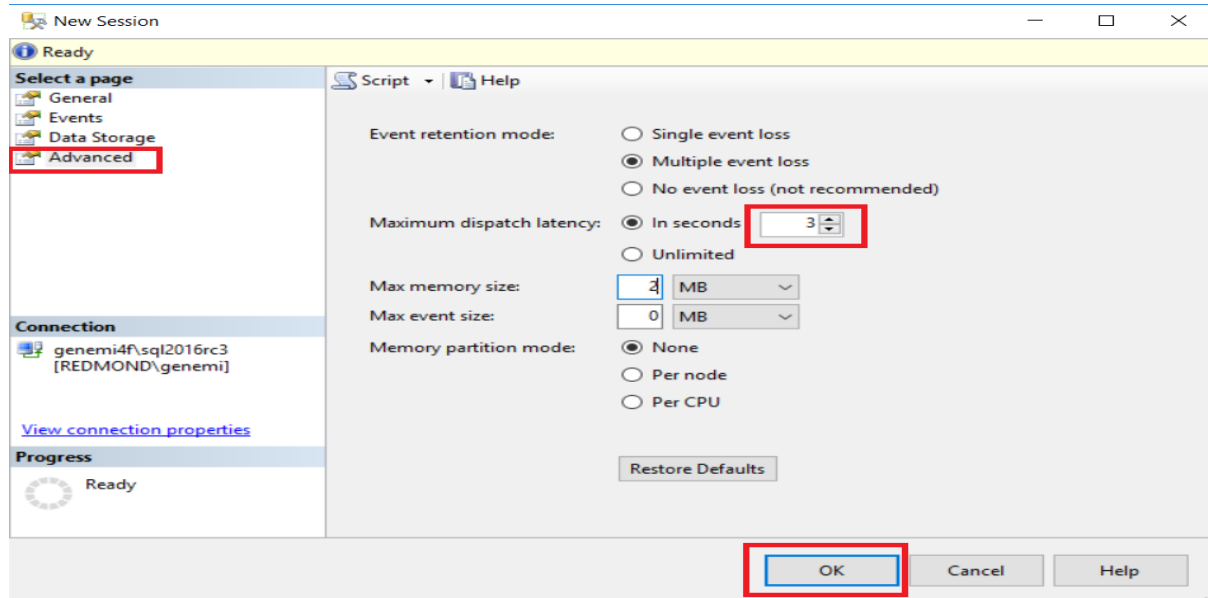 New Session
Ready
Select a page
General
Events
Data Storage
Advanced
Script Help
Event retention mode: Single event loss
Multiple event loss
No event loss (not recommended)
Maximum dispatch latency: In seconds 3
Unlimited
Max memory size: 2 MB
Max event size: 0 MB
Memory partition mode: None
Per node
Per CPU
Restore Defaults
Connection
genemi4f\sql2016rc3
[REDMOND\genemi]
View connection properties
Progress
Ready
OK Cancel Help